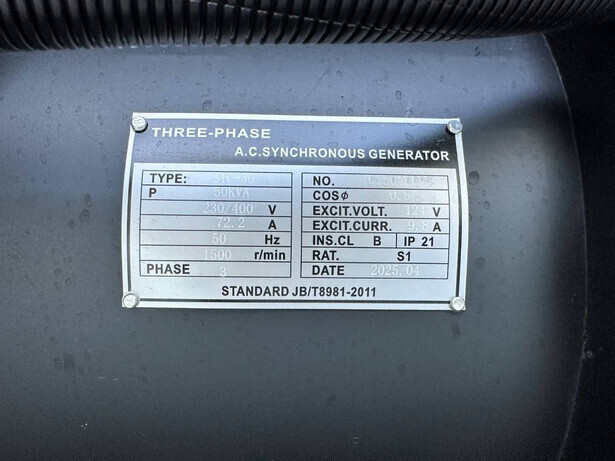 THREE-PHASE
A.C.SYNCHRONOUS GENERATOR
TYPE:
P 50KVA
230/400 V
72.2 A
50 Hz
1500 r/min
PHASE 3
NO.
COSφ
EXCIT.VOLT. V
EXCIT.CURR. A
INS.CL B IP 21
RAT. S1
DATE 2025.04
STANDARD JB/T8981-2011